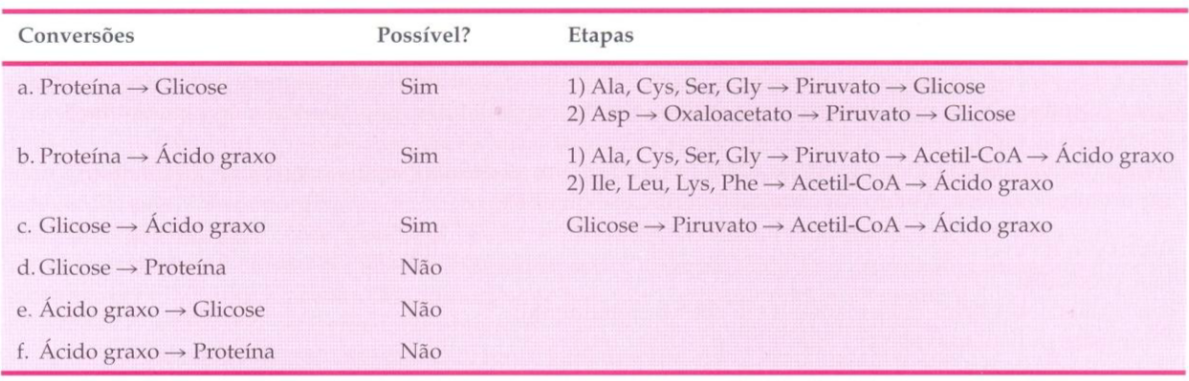 Conversões Possível? Etapas
a. Proteína → Glicose Sim 1) Ala, Cys, Ser, Gly → Piruvato → Glicose
2) Asp → Oxaloacetato → Piruvato → Glicose
b. Proteína → Ácido graxo Sim 1) Ala, Cys, Ser, Gly → Piruvato → Acetil-CoA → Ácido graxo
2) Ile, Leu, Lys, Phe → Acetil-CoA → Ácido graxo
c. Glicose → Ácido graxo Sim Glicose → Piruvato → Acetil-CoA → Ácido graxo
d. Glicose → Proteína Não
e. Ácido graxo → Glicose Não
f. Ácido graxo → Proteína Não